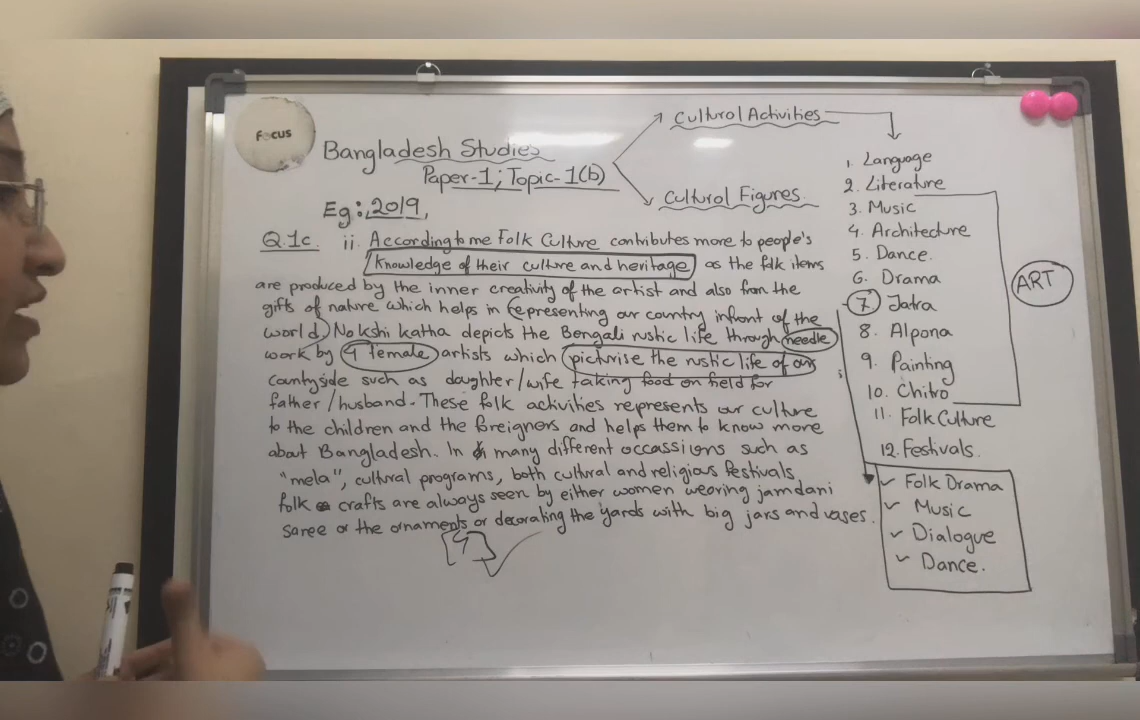 Focus
Bangladesh Studies
Paper-1; Topic-1(b)
Cultural Activities
Cultural Figures
Eg: 2019
Q.1c. ii. According to me Folk Culture contributes more to people's
knowledge of their culture and heritage as the folk items
are produced by the inner creativity of the artist and also from the
gifts of nature which helps in representing our country infront of the
world. Nokshi katha depicts the Bengali rustic life through needle
work by female artists which picturise the rustic life of our
countryside such as daughter/wife taking food on field for
father/husband. These folk activities represents our culture
to the children and the foreigners and helps them to know more
about Bangladesh. In many different occassions such as
"mela", cultural programs, both cultural and religious festivals,
folk crafts are always seen by either women wearing jamdani
saree or the ornaments or decorating the yards with big jars and vases.
1. Language
2. Literature
3. Music
4. Architecture
5. Dance.
6. Drama
7 Jatra
8. Alpona
9. Painting
10. Chitro
11. Folk Culture
12. Festivals.
ART
Folk Drama
Music
Dialogue
Dance.